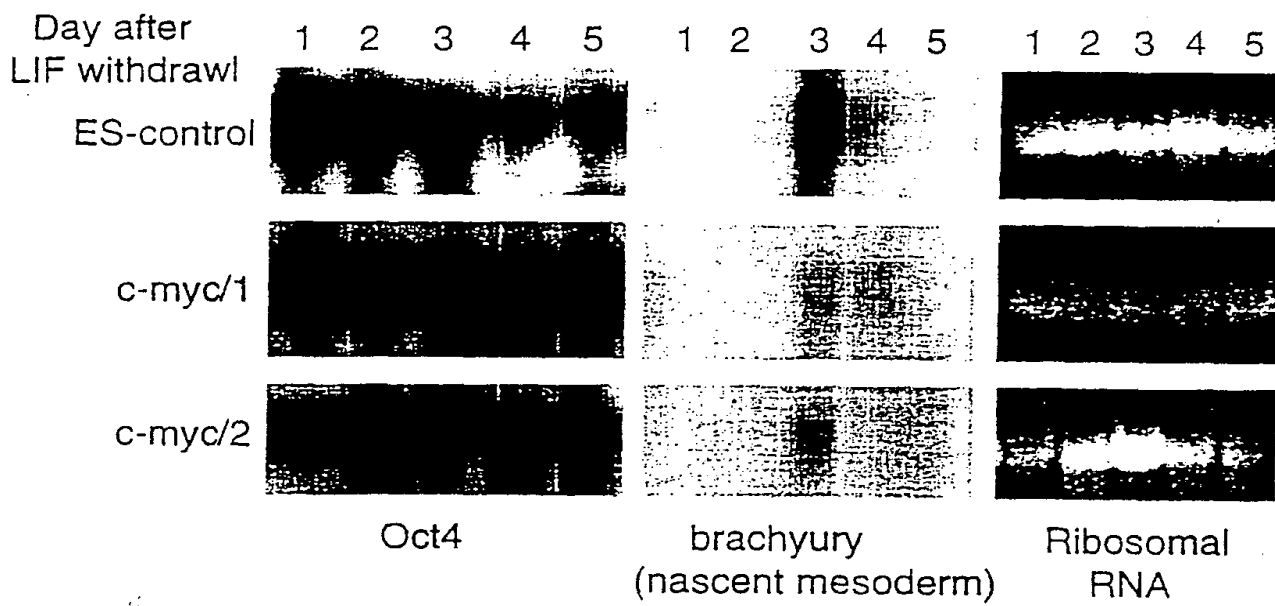 Day after
LIF withdrawl
1 2 3 4 5
1 2 3 4 5
1 2 3 4 5
ES-control
c-myc/1
c-myc/2
Oct4
brachyury
(nascent mesoderm)
Ribosomal
RNA